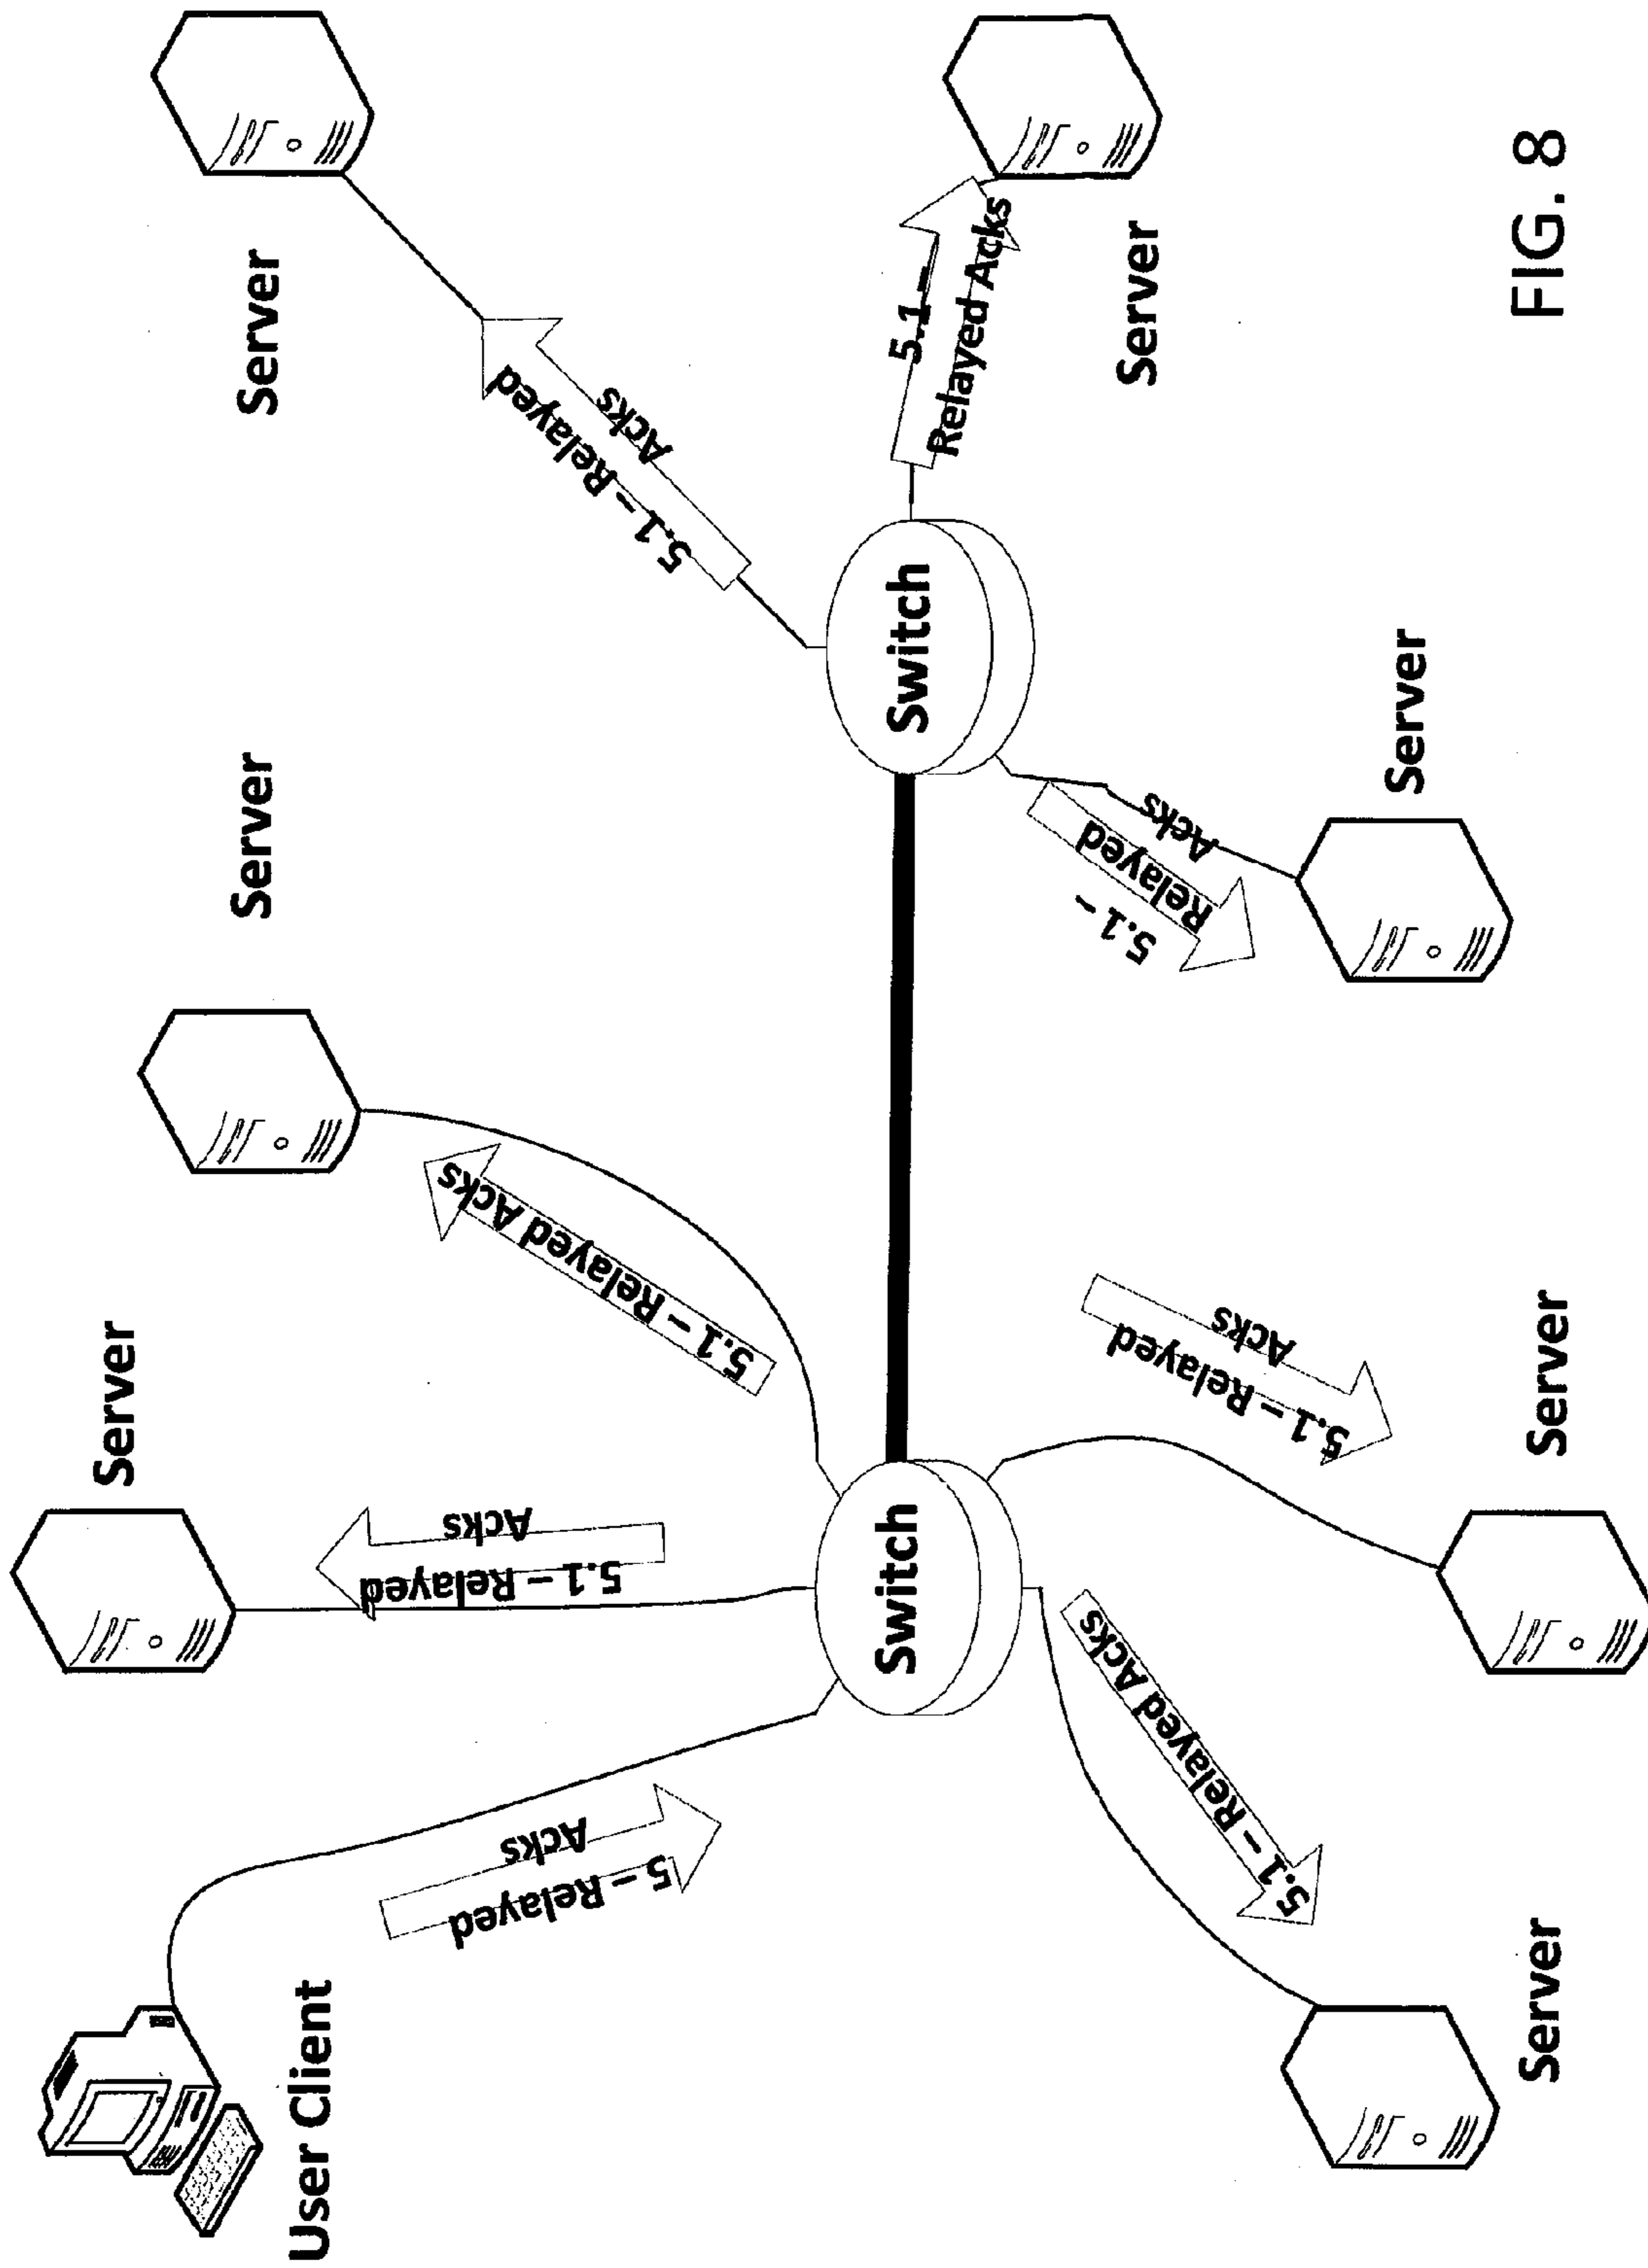 Server
Server
Server
User Client
5 – Relayed
Acks
5.1 – Relayed
Acks
5.1 – Relayed Acks
5.1 – Relayed
Acks
Switch
Switch
5.1 –
Relayed Acks
Server
5.1 – Relayed Acks
5.1 – Relayed
Acks
5.1 –
Relayed
Acks
Server
Server
Server
FIG. 8